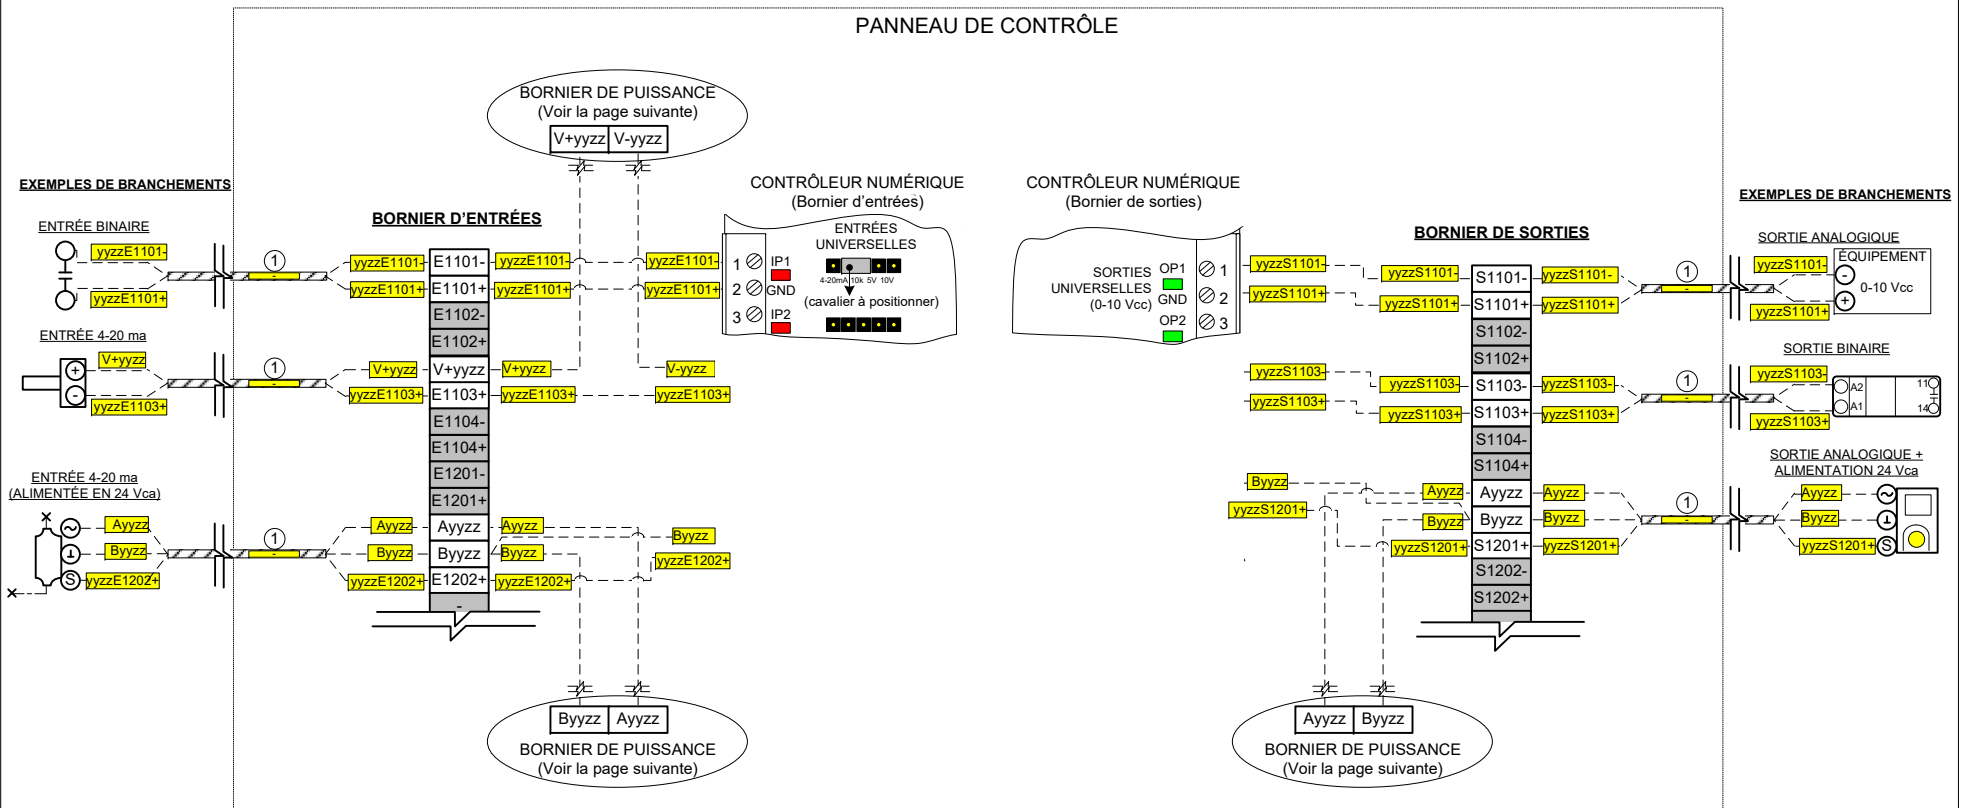 PANNEAU DE CONTRÔLE
BORNIER DE PUISSANCE
(Voir la page suivante)
V+yyzz V-yyzz
EXEMPLES DE BRANCHEMENTS
ENTRÉE BINAIRE
yyzzE1101-
yyzzE1101+
ENTRÉE 4-20 ma
V+yyzz
+
-
yyzzE1103+
ENTRÉE 4-20 ma
(ALIMENTÉE EN 24 Vca)
Ayyzz
Byyzz
S yyzzE1202+
1
-
1
-
1
-
BORNIER D'ENTRÉES
yyzzE1101- E1101- yyzzE1101- yyzzE1101-
yyzzE1101+ E1101+ yyzzE1101+ yyzzE1101+
E1102-
E1102+
V+yyzz V+yyzz V+yyzz V-yyzz
yyzzE1103+ E1103+ yyzzE1103+ yyzzE1103+
E1104-
E1104+
E1201-
E1201+
Ayyzz Ayyzz Ayyzz
Byyzz
Byyzz Byyzz Byyzz
yyzzE1202+
yyzzE1202+ E1202+ yyzzE1202+
-
CONTRÔLEUR NUMÉRIQUE
(Bornier d'entrées)
ENTRÉES
UNIVERSELLES
1 IP1
2 GND
3 IP2
4-20mA 10k 5V 10V
(cavalier à positionner)
Byyzz Ayyzz
BORNIER DE PUISSANCE
(Voir la page suivante)
CONTRÔLEUR NUMÉRIQUE
(Bornier de sorties)
SORTIES
UNIVERSELLES
(0-10 Vcc)
OP1 1
GND 2
OP2 3
BORNIER DE SORTIES
yyzzS1101- yyzzS1101- S1101- yyzzS1101-
yyzzS1101+ yyzzS1101+ S1101+ yyzzS1101+
S1102-
S1102+
yyzzS1103- yyzzS1103- S1103- yyzzS1103-
yyzzS1103+ yyzzS1103+ S1103+ yyzzS1103+
S1104-
S1104+
Byyzz Ayyzz Ayyzz Ayyzz
yyzzS1201+ Byyzz Byyzz Byyzz
yyzzS1201+ S1201+ yyzzS1201+
S1202-
S1202+
1
-
1
-
1
-
Ayyzz Byyzz
BORNIER DE PUISSANCE
(Voir la page suivante)
EXEMPLES DE BRANCHEMENTS
SORTIE ANALOGIQUE
yyzzS1101- ÉQUIPEMENT
-
0-10 Vcc
+
yyzzS1101+
SORTIE BINAIRE
yyzzS1103-
A2 11
A1 14
yyzzS1103+
SORTIE ANALOGIQUE +
ALIMENTATION 24 Vca
Ayyzz
Byyzz
yyzzS1201+ S